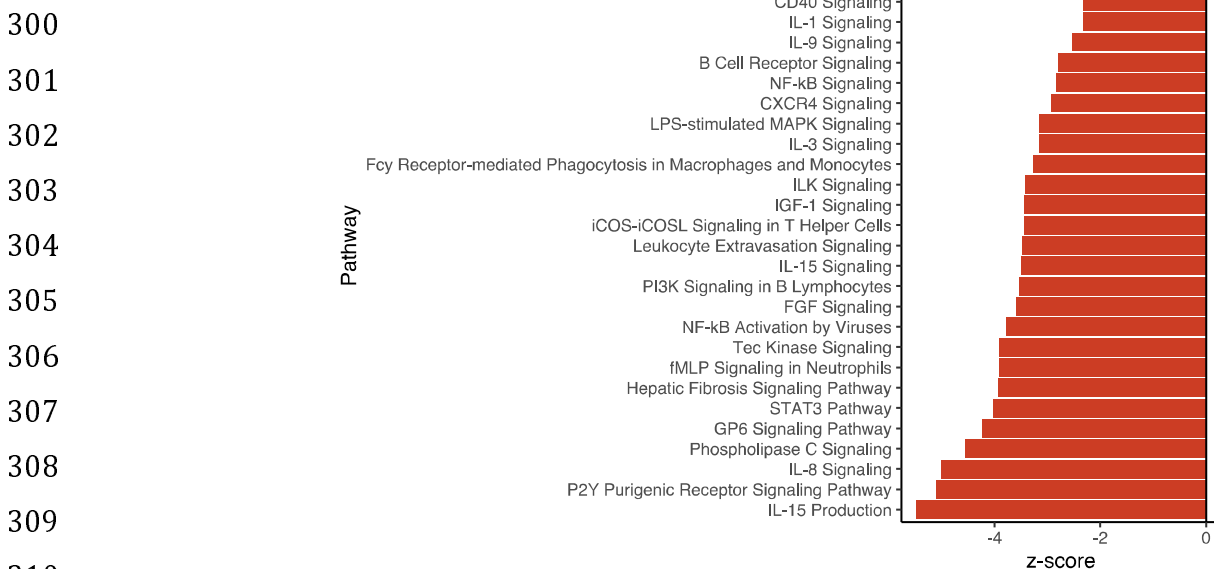 CD40 Signaling
300
IL-1 Signaling
IL-9 Signaling
B Cell Receptor Signaling
301
NF-kB Signaling
CXCR4 Signaling
LPS-stimulated MAPK Signaling
302
IL-3 Signaling
Fcy Receptor-mediated Phagocytosis in Macrophages and Monocytes
303
ILK Signaling
IGF-1 Signaling
iCOS-iCOSL Signaling in T Helper Cells
304
Leukocyte Extravasation Signaling
Pathway
IL-15 Signaling
PI3K Signaling in B Lymphocytes
305
FGF Signaling
NF-kB Activation by Viruses
306
Tec Kinase Signaling
fMLP Signaling in Neutrophils
Hepatic Fibrosis Signaling Pathway
307
STAT3 Pathway
GP6 Signaling Pathway
Phospholipase C Signaling
308
IL-8 Signaling
P2Y Purigenic Receptor Signaling Pathway
IL-15 Production
309
-4 -2 0
z-score